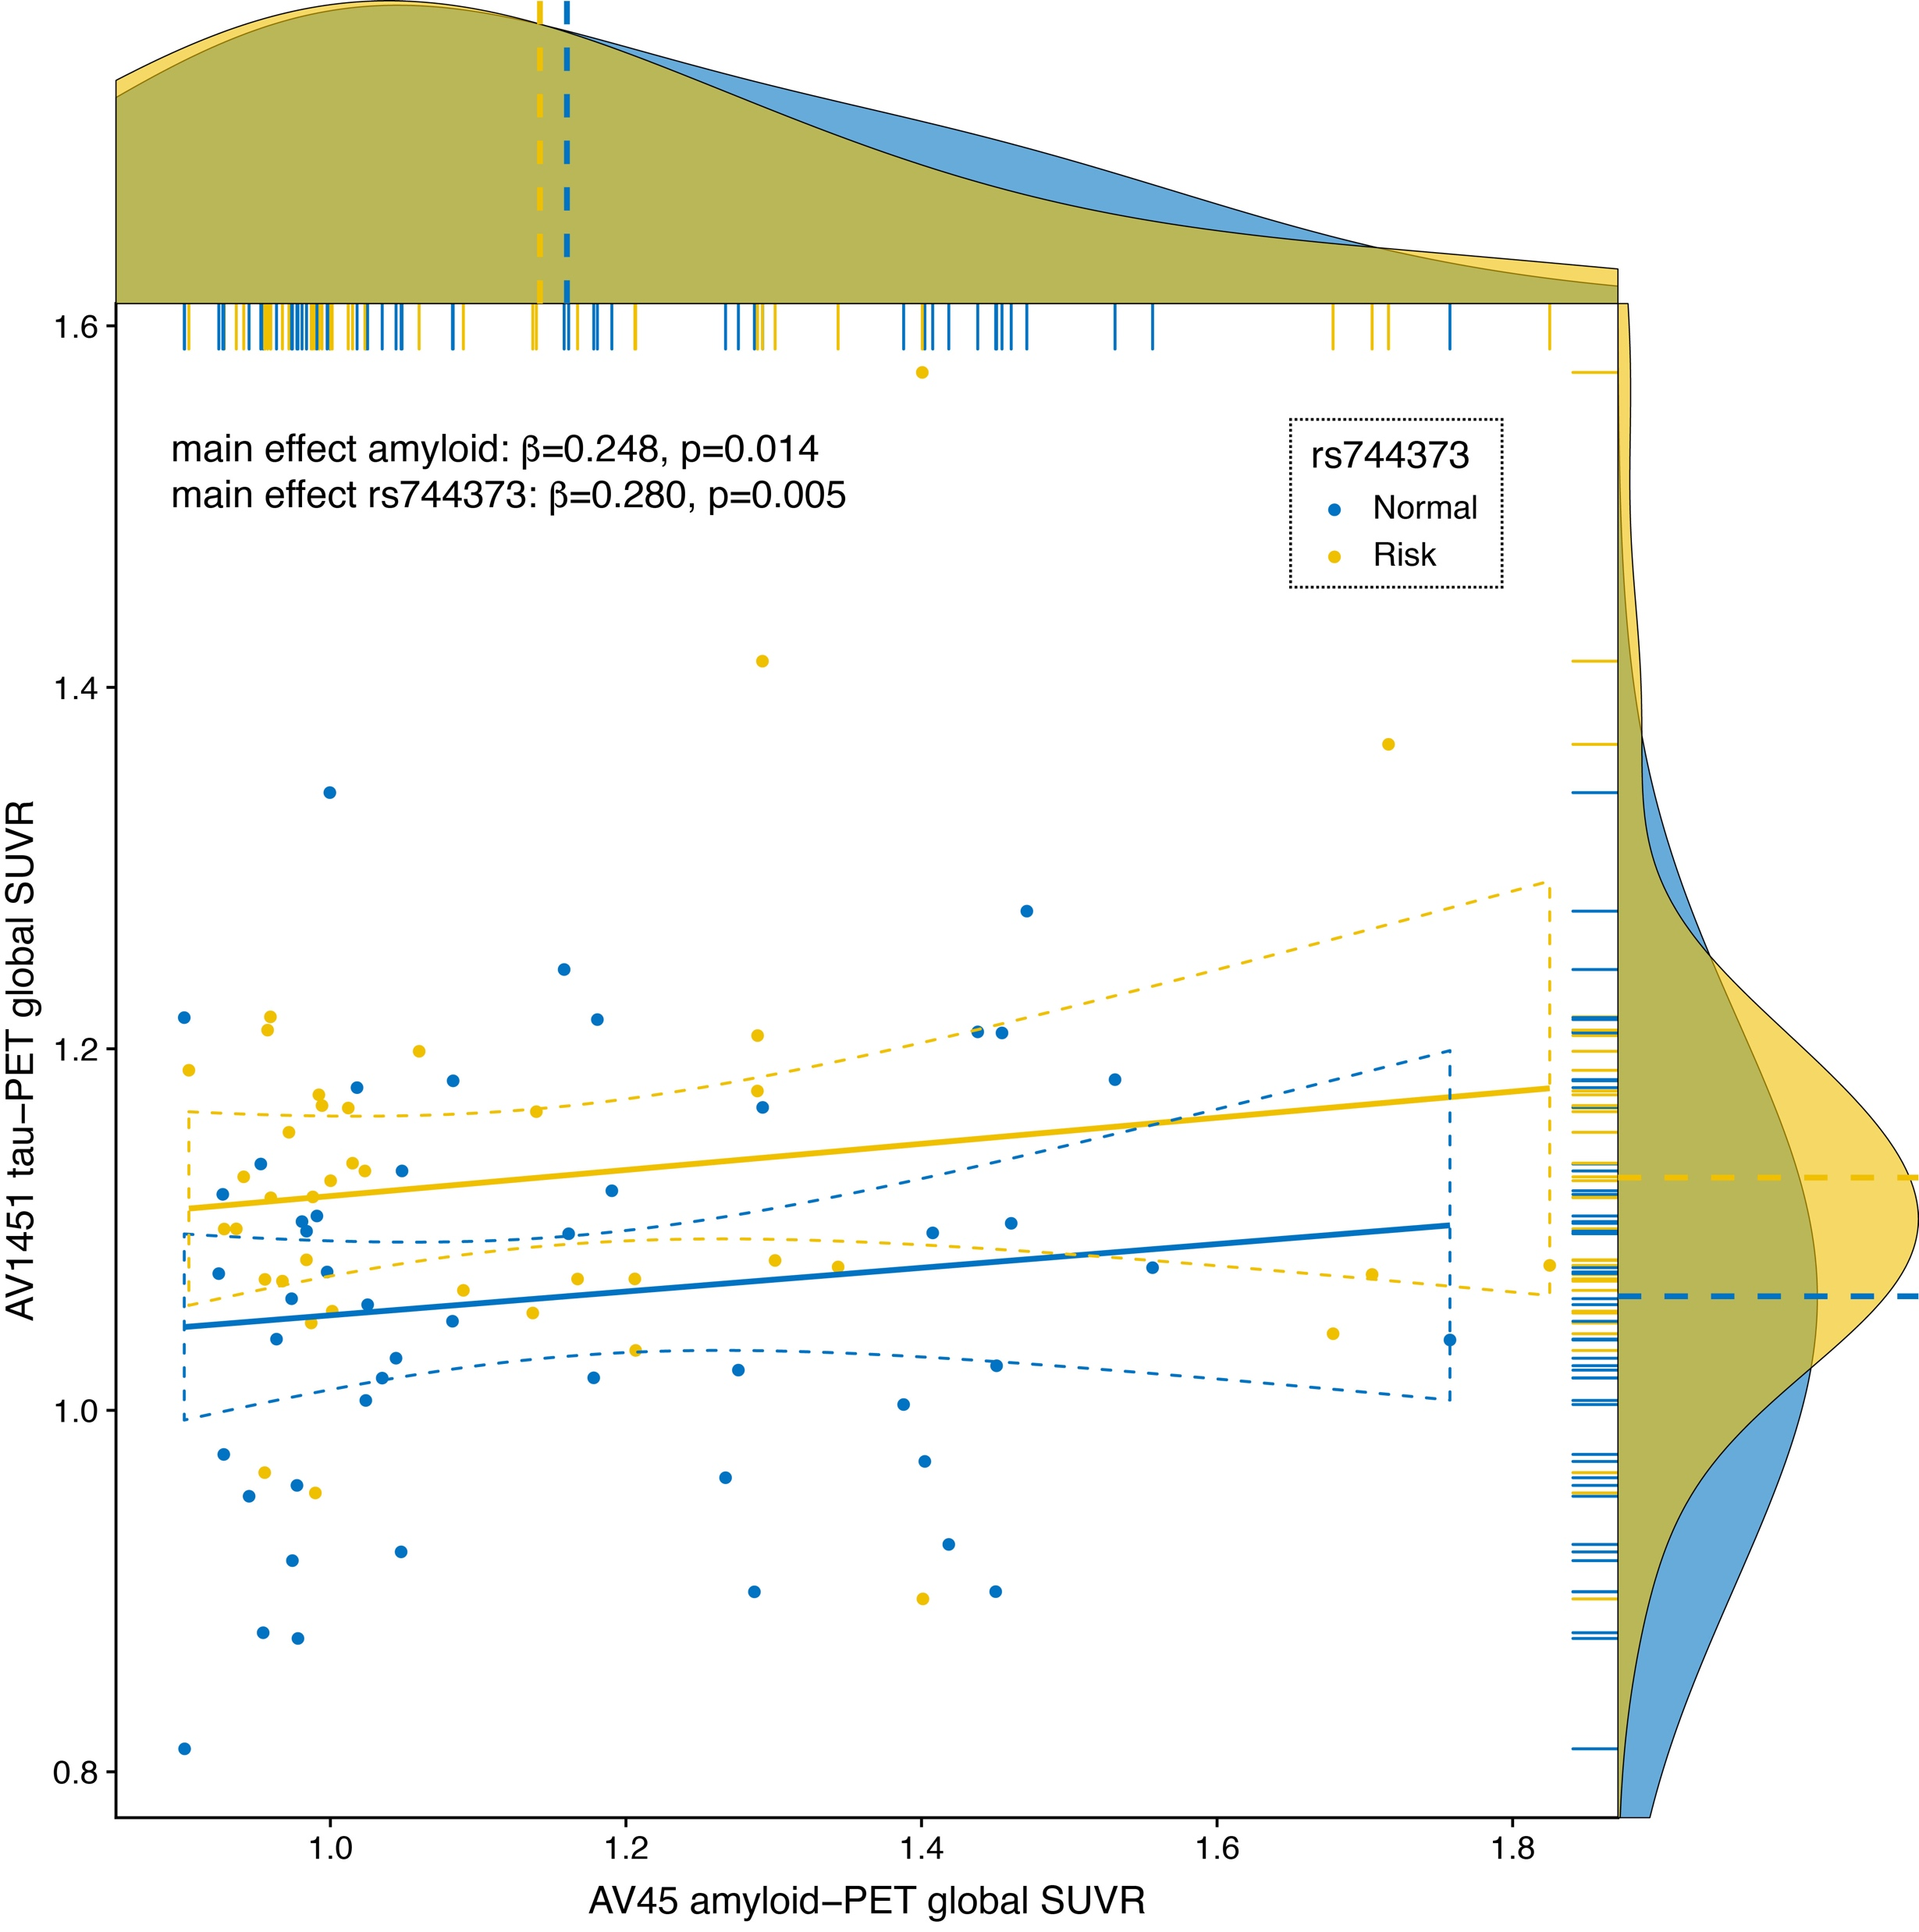 1.6
main effect amyloid: β=0.248, p=0.014
main effect rs744373: β=0.280, p=0.005
rs744373
Normal
Risk
1.4
1.2
1.0
0.8
AV1451 tau−PET global SUVR
1.0 1.2 1.4 1.6 1.8
AV45 amyloid−PET global SUVR